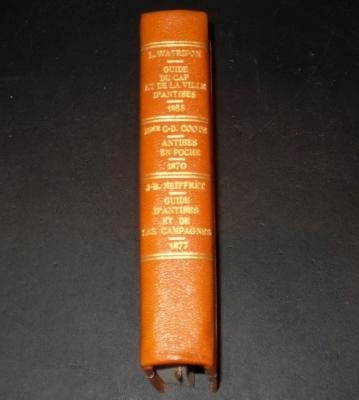 L. WATRIPON
GUIDE
DU CAP
ET DE LA VILLE
D'ANTIBES
C-D.
ANTIBES
EN POCHE
1870
J-B. REIFFRET
GUIDE
D'ANTIBES
ET DE
SES CAMPAGNES
1877